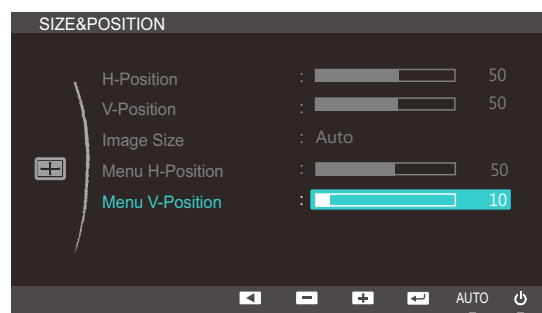 SIZE&POSITION
H-Position : 50
V-Position : 50
Image Size : Auto
Menu H-Position : 50
Menu V-Position : 10
AUTO